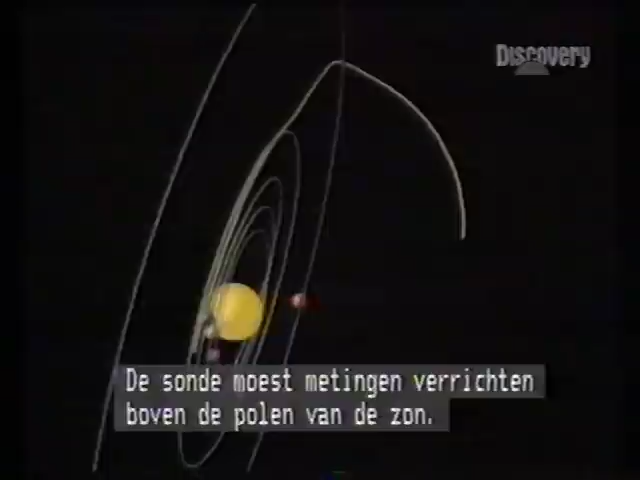 Discovery
De sonde moest metingen verrichten
boven de polen van de zon.